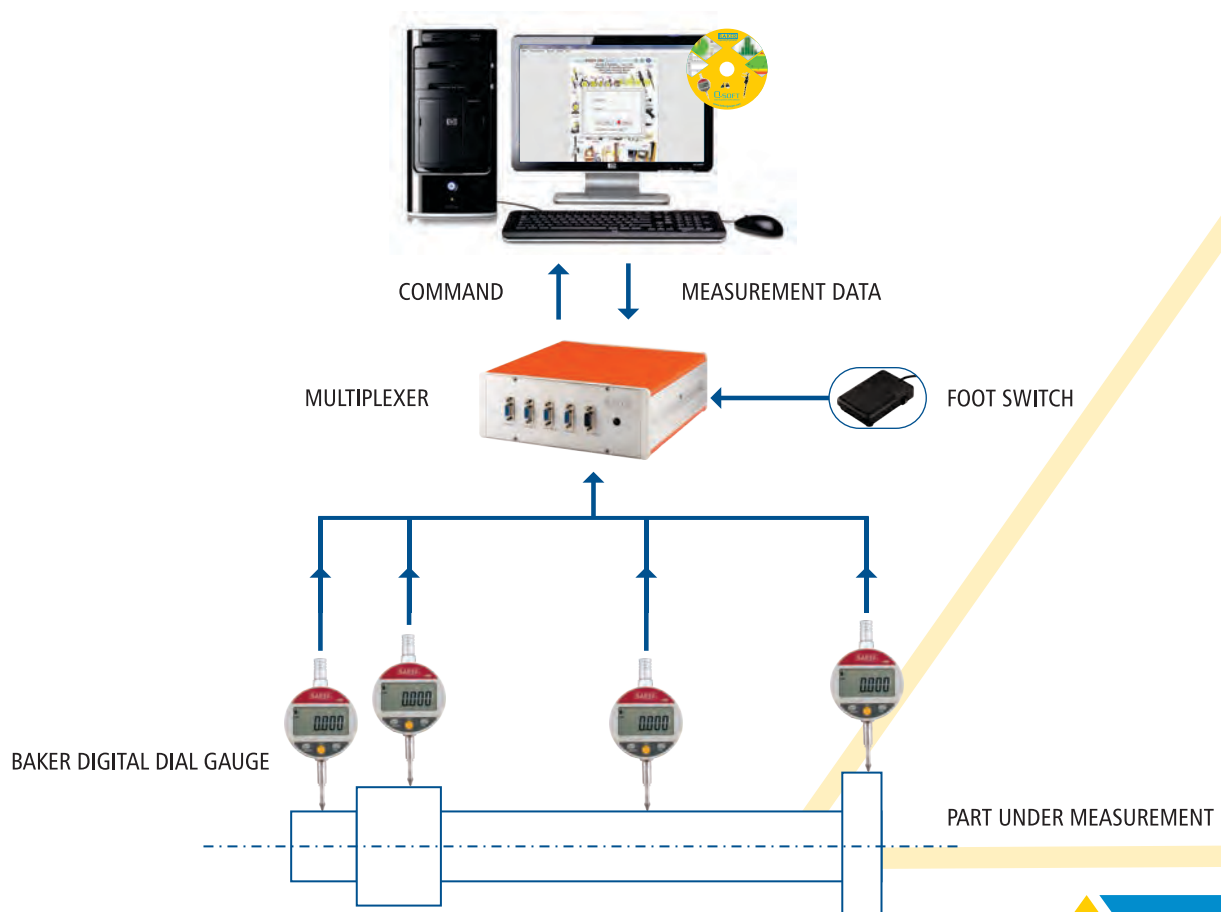 COMMAND
MEASUREMENT DATA
MULTIPLEXER
FOOT SWITCH
0.000
0.000
0.000
0.000
BAKER DIGITAL DIAL GAUGE
PART UNDER MEASUREMENT